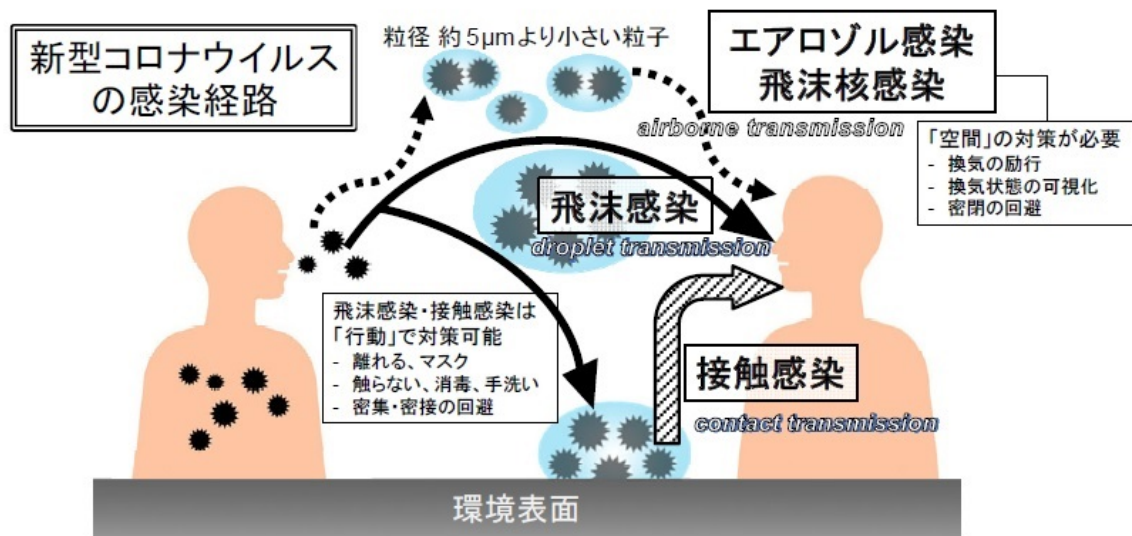 新型コロナウイルス
の感染経路
粒径 約5μmより小さい粒子
エアロゾル感染
飛沫核感染
airborne transmission
「空間」の対策が必要
- 換気の励行
- 換気状態の可視化
- 密閉の回避
飛沫感染
droplet transmission
飛沫感染・接触感染は
「行動」で対策可能
- 離れる、マスク
- 触らない、消毒、手洗い
- 密集・密接の回避
接触感染
contact transmission
環境表面